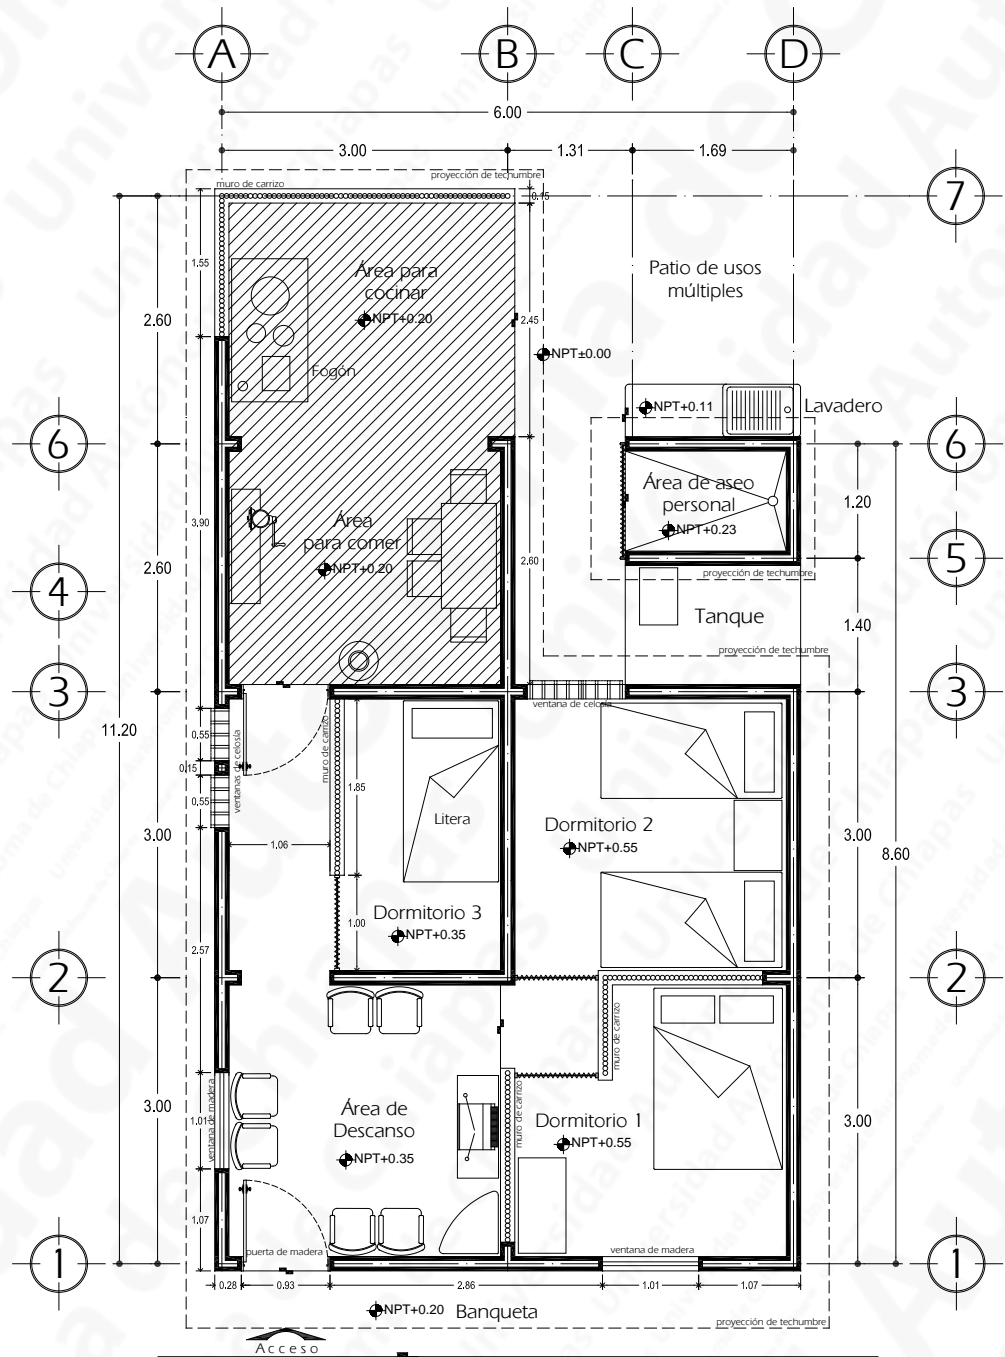 A
B
C
D
6.00
3.00
1.31
1.69
proyección de techumbre
muro de carrizo
7
0.15
1.55
Área para
cocinar
NPT+0.20
Patio de usos
múltiples
2.60
2.45
NPT±0.00
Fogón
NPT+0.11
Lavadero
6
6
Área de aseo
personal
NPT+0.23
1.20
3.90
Área
para comer
NPT+0.20
2.60
2.60
5
proyección de techumbre
4
Tanque
1.40
proyección de techumbre
3
3
ventana de celosía
11.20
0.55
0.15
0.55
ventanas de celosía
muro de carrizo
1.85
Litera
Dormitorio 2
NPT+0.55
3.00
1.06
3.00
8.60
Dormitorio 3
NPT+0.35
1.00
2.57
2
2
muro de carrizo
muro de carrizo
3.00
ventana de madera
1.01
Área de
Descanso
NPT+0.35
Dormitorio 1
NPT+0.55
3.00
1.07
puerta de madera
ventana de madera
1
1
0.28
0.93
2.86
1.01
1.07
NPT+0.20
Banqueta
proyección de techumbre
Acceso